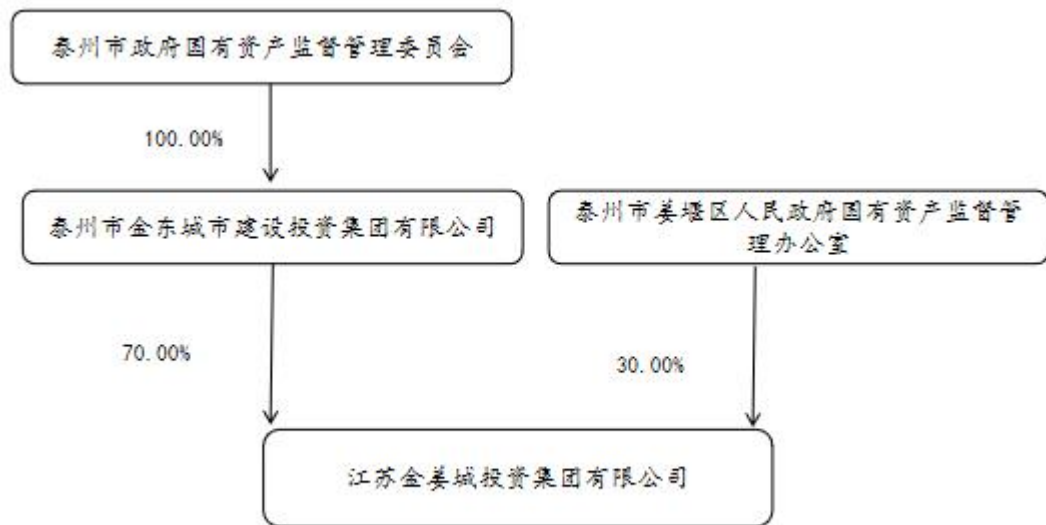 泰州市政府国有资产监督管理委员会
100.00%
泰州市金东城市建设投资集团有限公司
泰州市姜堰区人民政府国有资产监督管
理办公室
70.00%
30.00%
江苏金姜城投资集团有限公司